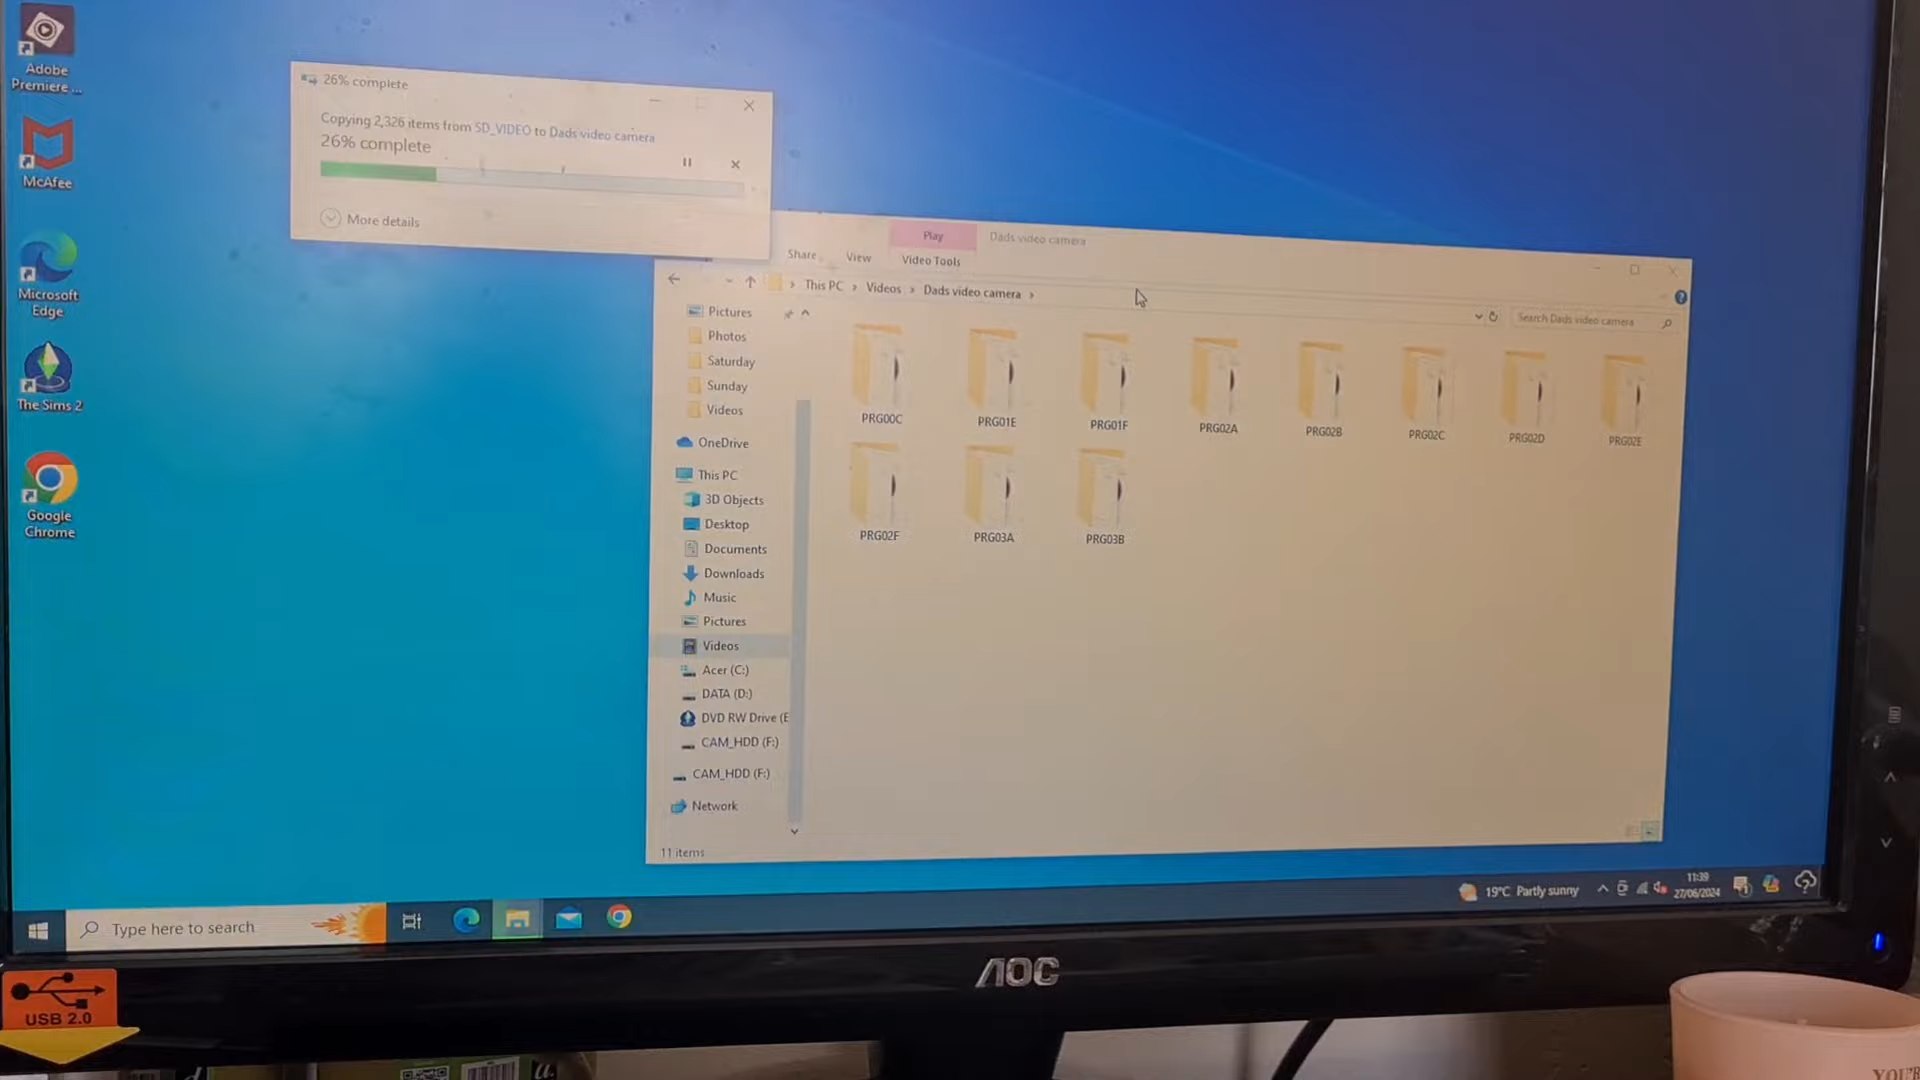 Adobe
Premiere ...
McAfee
Microsoft
Edge
The Sims 2
Google
Chrome
26% complete
Copying 2,326 items from SD_VIDEO to Dads video camera
26% complete
More details
Play
Dads video camera
Share
View
Video Tools
This PC > Videos > Dads video camera >
Search Dads video camera
Pictures
Photos
Saturday
Sunday
Videos
OneDrive
This PC
3D Objects
Desktop
Documents
Downloads
Music
Pictures
Videos
Acer (C:)
DATA (D:)
DVD RW Drive (E
CAM_HDD (F:)
CAM_HDD (F:)
Network
PRG00C
PRG01E
PRG01F
PRG02A
PRG02B
PRG02C
PRG02D
PRG02E
PRG02F
PRG03A
PRG03B
11 items
Type here to search
19°C Partly sunny
11:39
27/06/2024
AOC
USB 2.0
YOU'R